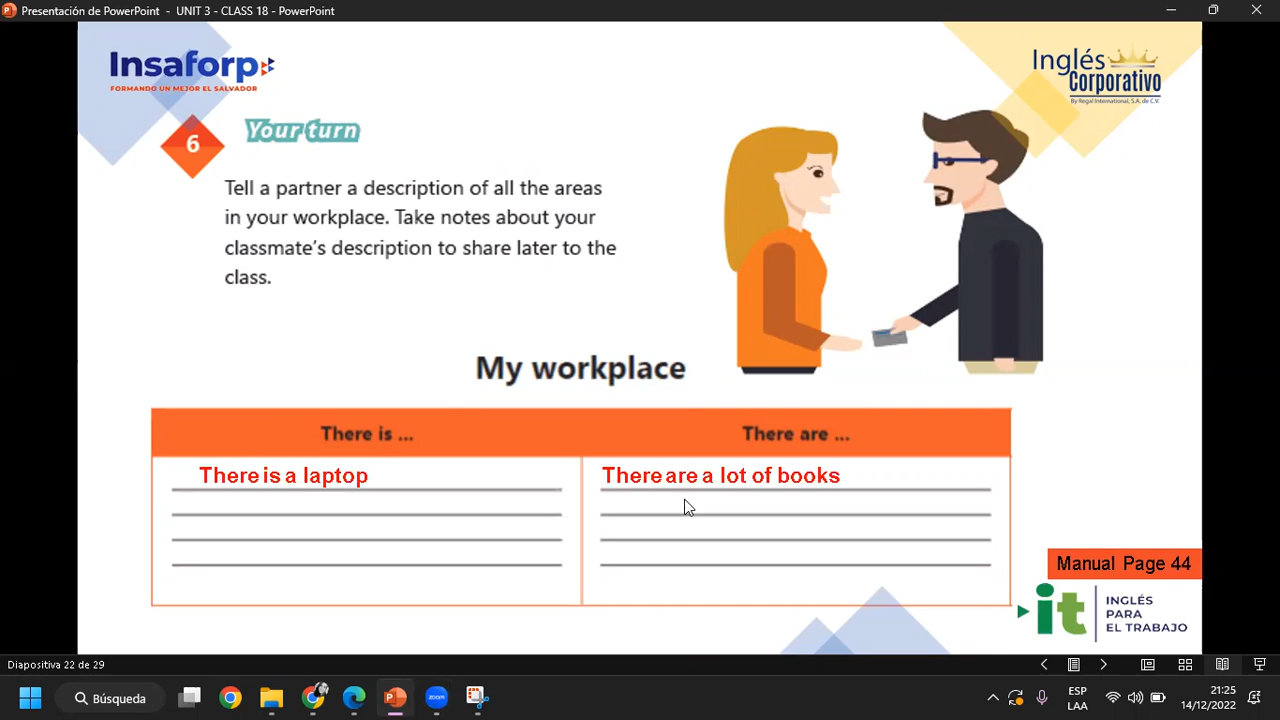 Presentación de PowerPoint - UNIT 3 - CLASS 18 - PowerPoint
Insaforp
FORMANDO UN MEJOR EL SALVADOR
Inglés
Corporativo
By Regal International, S.A. de C.V.
6
Your turn
Tell a partner a description of all the areas
in your workplace. Take notes about your
classmate's description to share later to the
class.
My workplace
There is ...
There are ...
There is a laptop
There are a lot of books
Manual Page 44
it
INGLÉS
PARA
EL TRABAJO
Diapositiva 22 de 29
Búsqueda
zoom
ESP
LAA
21:25
14/12/2022